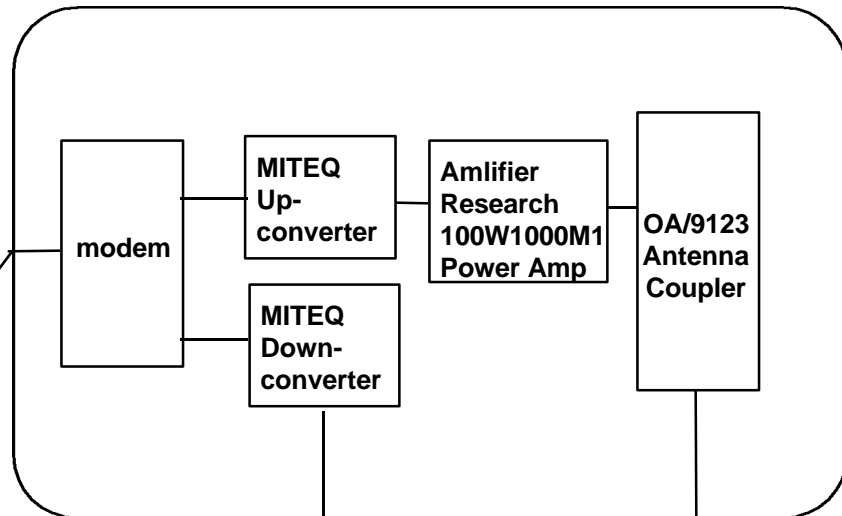 modem
MITEQ
Up-
converter
Amlifier
Research
100W1000M1
Power Amp
OA/9123
Antenna
Coupler
MITEQ
Down-
converter